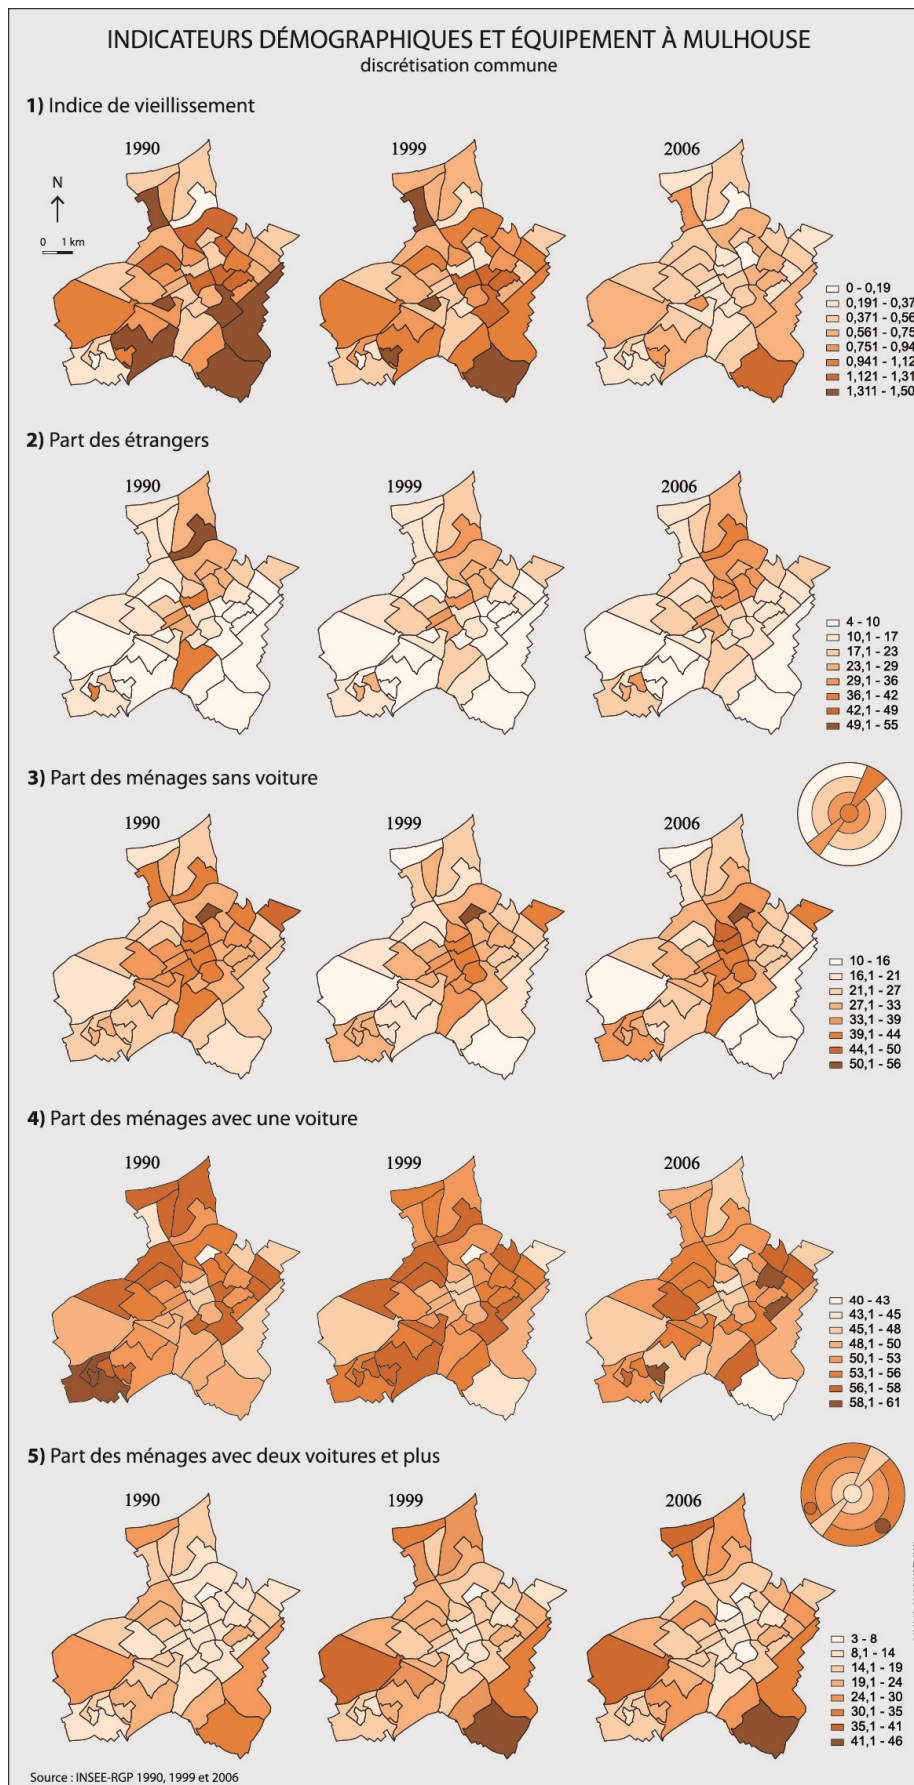 INDICATEURS DÉMOGRAPHIQUES ET ÉQUIPEMENT À MULHOUSE
discrétisation commune
1) Indice de vieillissement
1990
1999
2006
N
0 1 km
0 - 0,19
0,191 - 0,37
0,371 - 0,56
0,561 - 0,75
0,751 - 0,94
0,941 - 1,12
1,121 - 1,31
1,311 - 1,50
2) Part des étrangers
1990
1999
2006
4 - 10
10,1 - 17
17,1 - 23
23,1 - 29
29,1 - 36
36,1 - 42
42,1 - 49
49,1 - 55
3) Part des ménages sans voiture
1990
1999
2006
10 - 16
16,1 - 21
21,1 - 27
27,1 - 33
33,1 - 39
39,1 - 44
44,1 - 50
50,1 - 56
4) Part des ménages avec une voiture
1990
1999
2006
40 - 43
43,1 - 45
45,1 - 48
48,1 - 50
50,1 - 53
53,1 - 56
56,1 - 58
58,1 - 61
5) Part des ménages avec deux voitures et plus
1990
1999
2006
3 - 8
8,1 - 14
14,1 - 19
19,1 - 24
24,1 - 30
30,1 - 35
35,1 - 41
41,1 - 46
Source : INSEE-RGP 1990, 1999 et 2006